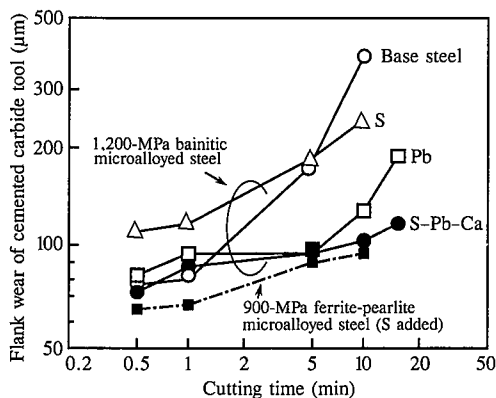 Flank wear of cemented carbide tool (μm)
500
300
200
100
50
Base steel
S
1,200-MPa bainitic
microalloyed steel
Pb
S–Pb–Ca
900-MPa ferrite-pearlite
microalloyed steel (S added)
0.2 0.5 1 2 5 10 20 50
Cutting time (min)